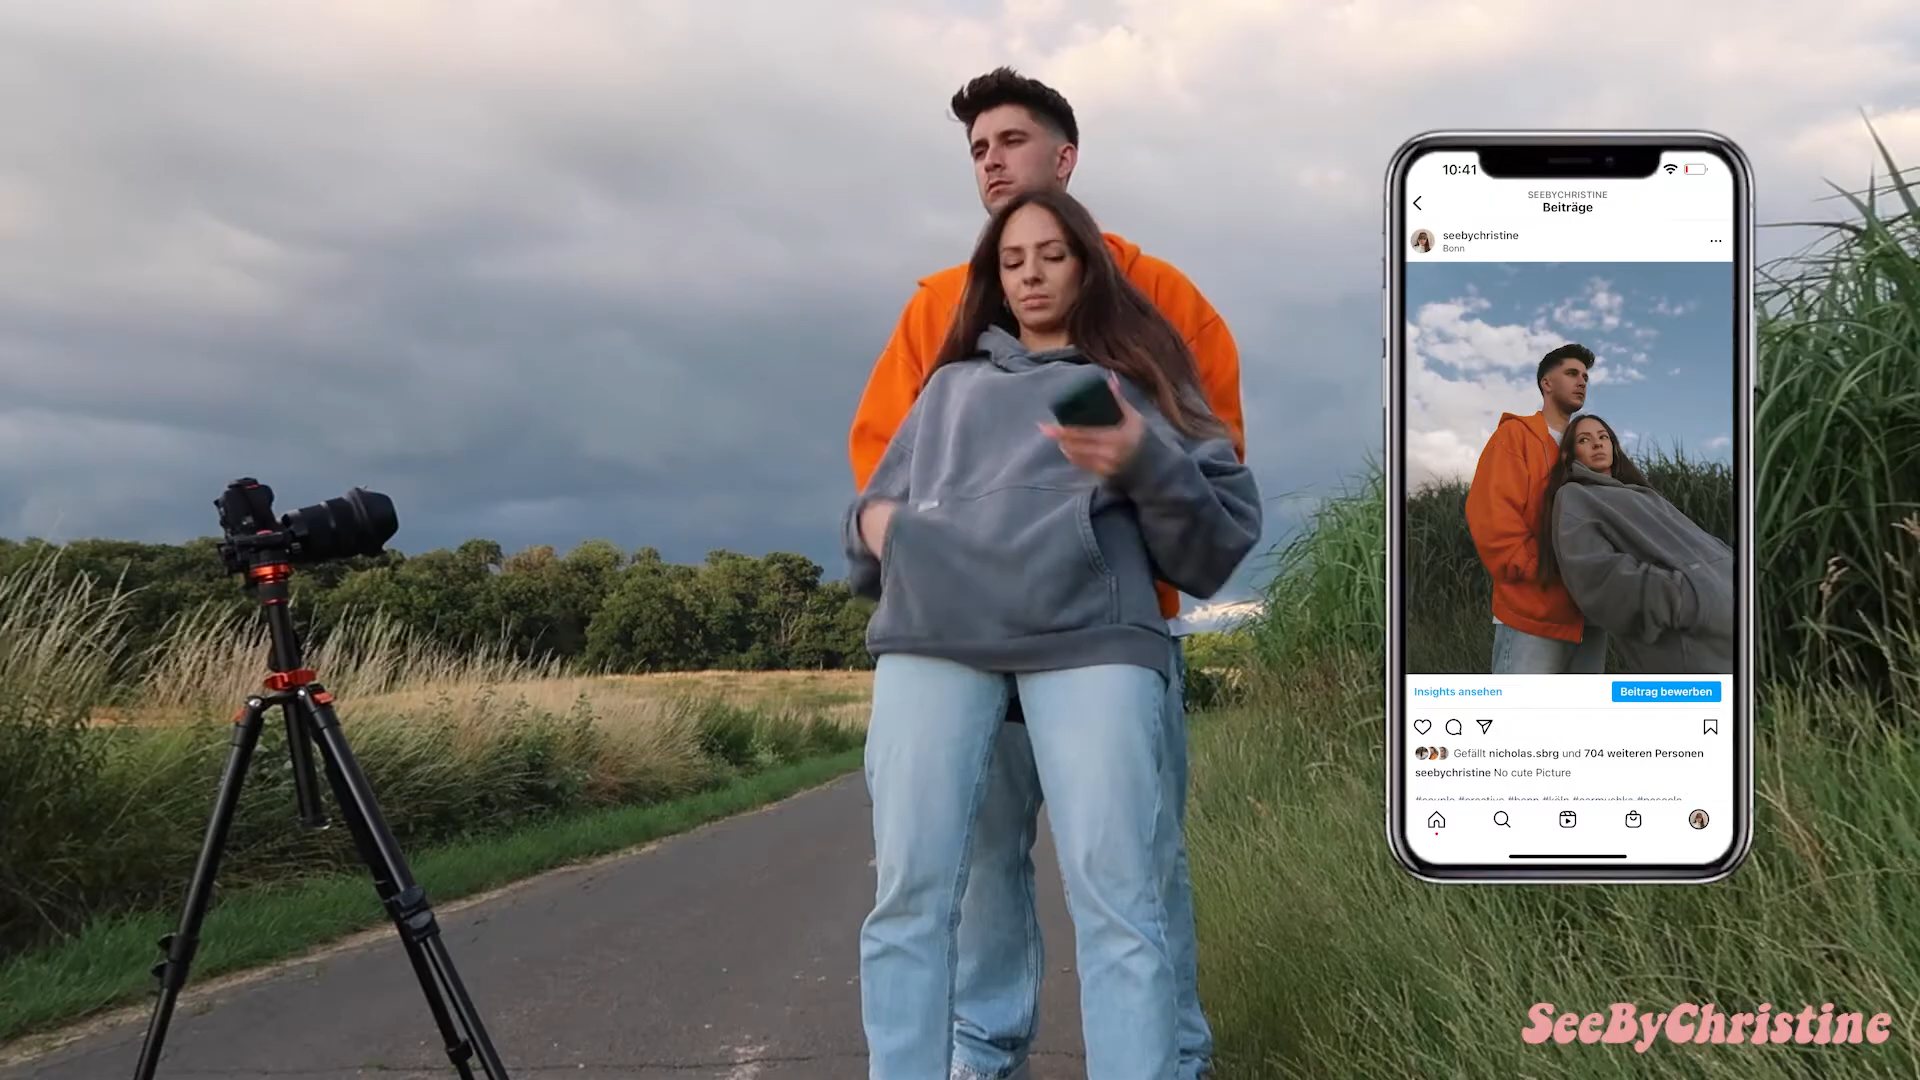 10:41
SEEBYCHRISTINE
Beiträge
seebychristine
Bonn
Insights ansehen
Beitrag bewerben
Gefällt nicholas.sbrg und 704 weiteren Personen
seebychristine No cute Picture
SeeByChristine